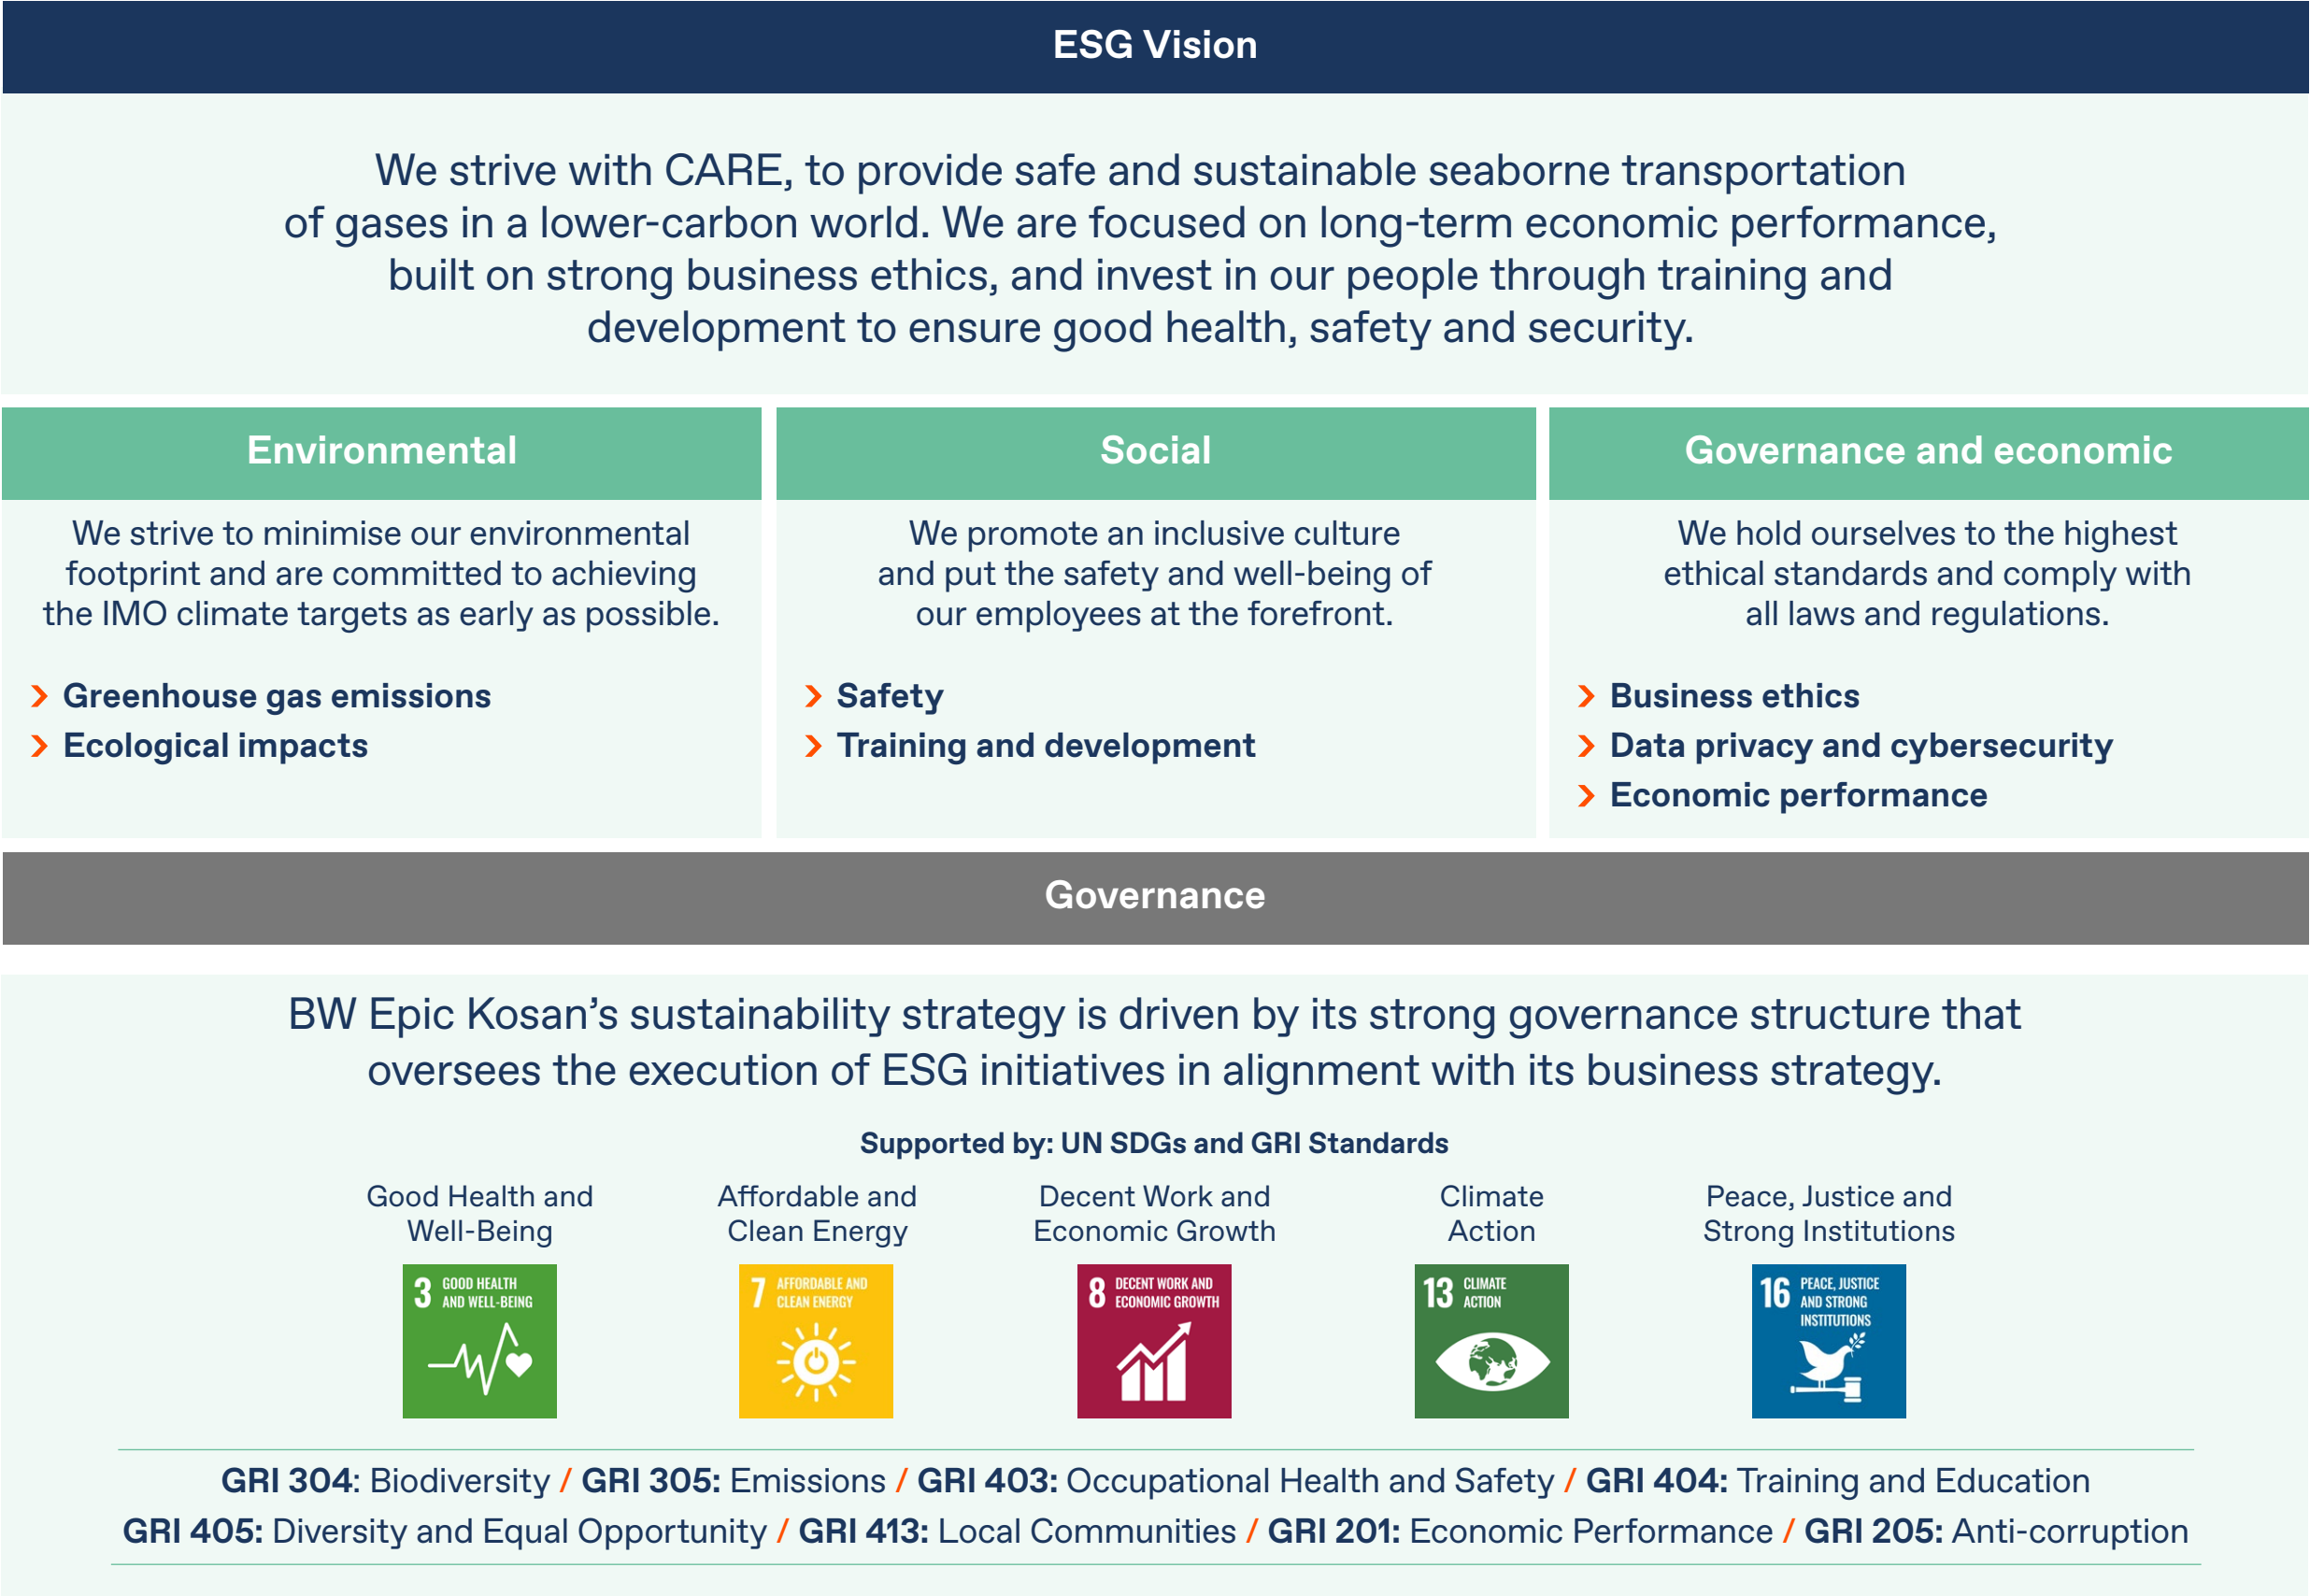 ESG Vision
We strive with CARE, to provide safe and sustainable seaborne transportation
of gases in a lower-carbon world. We are focused on long-term economic performance,
built on strong business ethics, and invest in our people through training and
development to ensure good health, safety and security.
Environmental
We strive to minimise our environmental
footprint and are committed to achieving
the IMO climate targets as early as possible.
› Greenhouse gas emissions
› Ecological impacts
Social
We promote an inclusive culture
and put the safety and well-being of
our employees at the forefront.
› Safety
› Training and development
Governance and economic
We hold ourselves to the highest
ethical standards and comply with
all laws and regulations.
› Business ethics
› Data privacy and cybersecurity
› Economic performance
Governance
BW Epic Kosan’s sustainability strategy is driven by its strong governance structure that
oversees the execution of ESG initiatives in alignment with its business strategy.
Supported by: UN SDGs and GRI Standards
Good Health and
Well-Being
3 GOOD HEALTH
AND WELL-BEING
Affordable and
Clean Energy
7 AFFORDABLE AND
CLEAN ENERGY
Decent Work and
Economic Growth
8 DECENT WORK AND
ECONOMIC GROWTH
Climate
Action
13 CLIMATE
ACTION
Peace, Justice and
Strong Institutions
16 PEACE, JUSTICE
AND STRONG
INSTITUTIONS
GRI 304: Biodiversity / GRI 305: Emissions / GRI 403: Occupational Health and Safety / GRI 404: Training and Education
GRI 405: Diversity and Equal Opportunity / GRI 413: Local Communities / GRI 201: Economic Performance / GRI 205: Anti-corruption